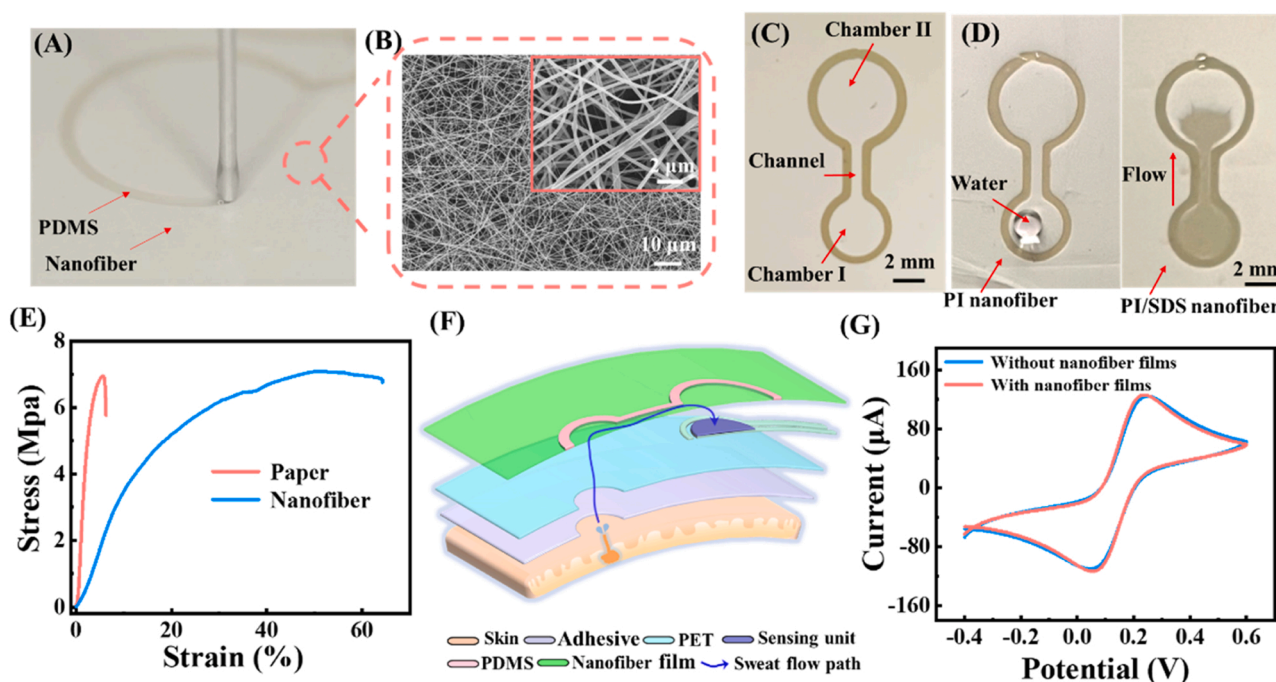 (A)
PDMS
Nanofiber
(B)
2 μm
10 μm
(C)
Chamber II
Channel
Chamber I
2 mm
(D)
Water
PI nanofiber
Flow
2 mm
PI/SDS nanofiber
(E)
Stress (Mpa)
8
6
4
2
0
Paper
Nanofiber
0 20 40 60
Strain (%)
(F)
Skin Adhesive PET Sensing unit
PDMS Nanofiber film Sweat flow path
(G)
Without nanofiber films
With nanofiber films
Current (μA)
160
80
0
-80
-160
-0.4 -0.2 0.0 0.2 0.4 0.6
Potential (V)